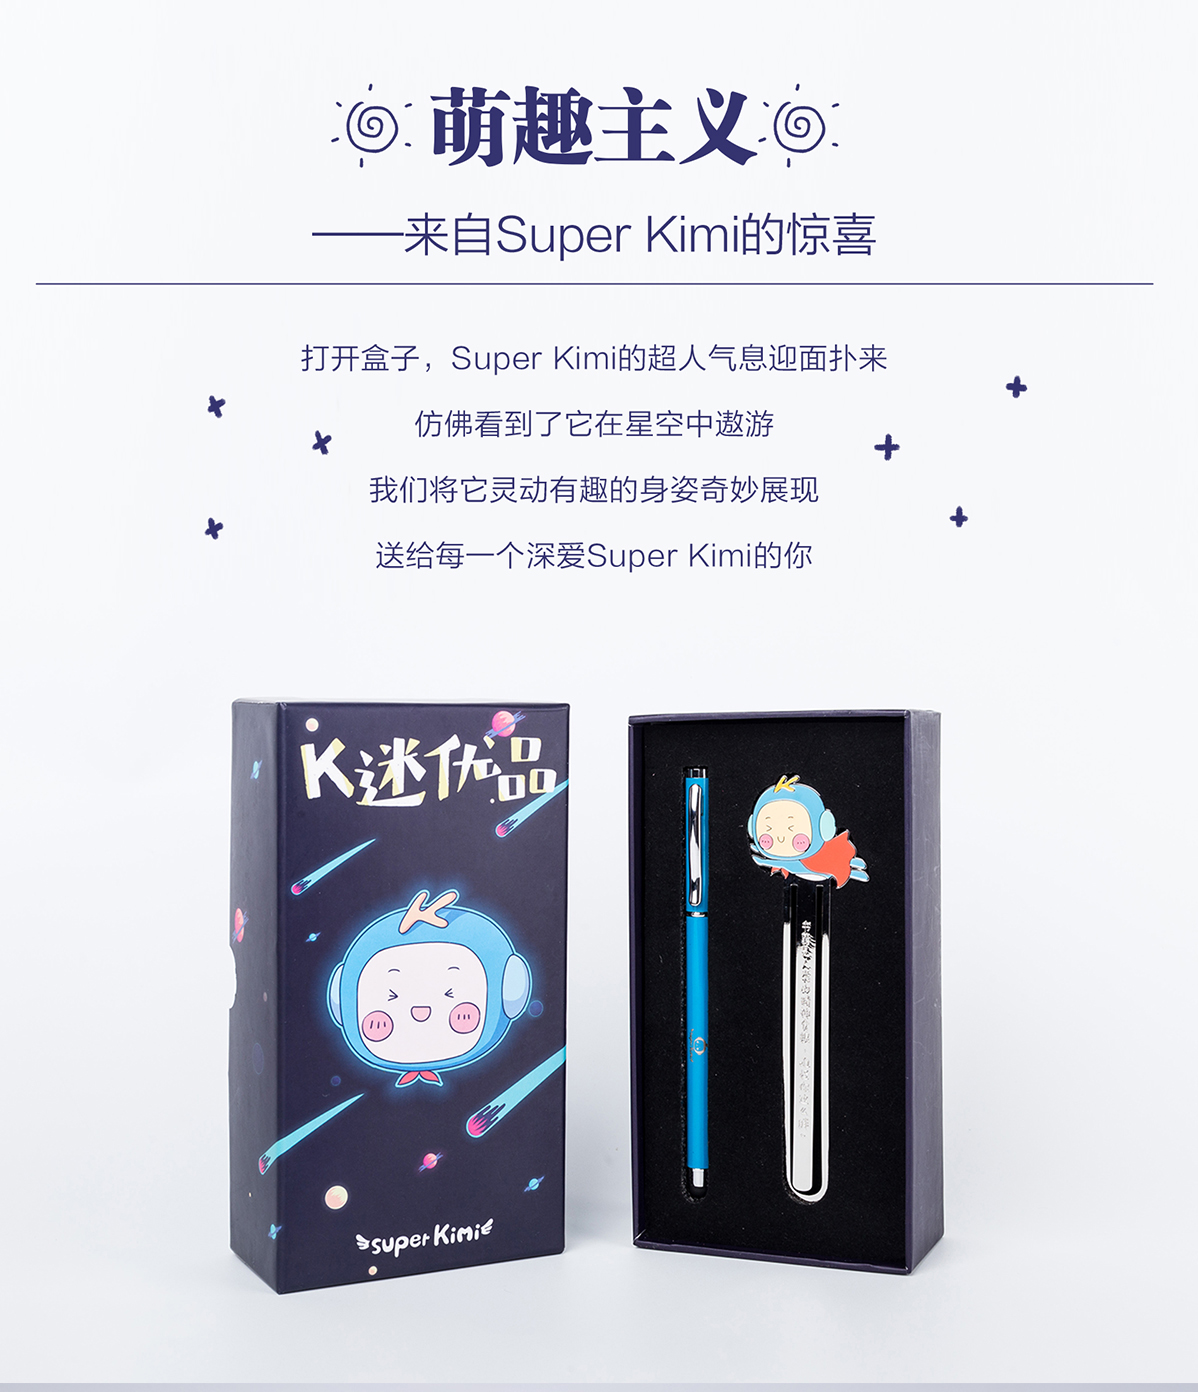 萌趣主义
——来自Super Kimi的惊喜
打开盒子，Super Kimi的超人气息迎面扑来
仿佛看到了它在星空中遨游
我们将它灵动有趣的身姿奇妙展现
送给每一个深爱Super Kimi的你
K迷优品
super Kimi